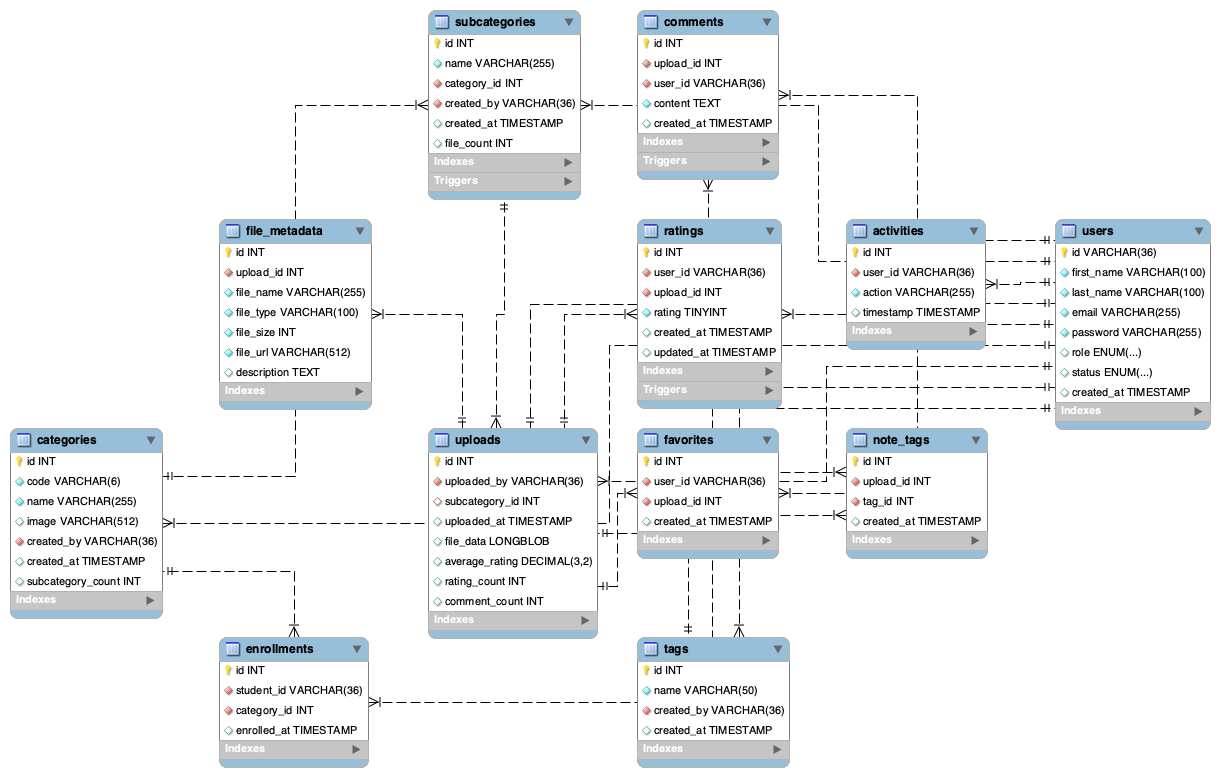 subcategories
id INT
name VARCHAR(255)
category_id INT
created_by VARCHAR(36)
created_at TIMESTAMP
file_count INT
Indexes
Triggers
comments
id INT
upload_id INT
user_id VARCHAR(36)
content TEXT
created_at TIMESTAMP
Indexes
Triggers
file_metadata
id INT
upload_id INT
file_name VARCHAR(255)
file_type VARCHAR(100)
file_size INT
file_url VARCHAR(512)
description TEXT
Indexes
ratings
id INT
user_id VARCHAR(36)
upload_id INT
rating TINYINT
created_at TIMESTAMP
updated_at TIMESTAMP
Indexes
Triggers
activities
id INT
user_id VARCHAR(36)
action VARCHAR(255)
timestamp TIMESTAMP
Indexes
users
id VARCHAR(36)
first_name VARCHAR(100)
last_name VARCHAR(100)
email VARCHAR(255)
password VARCHAR(255)
role ENUM(...)
status ENUM(...)
created_at TIMESTAMP
Indexes
categories
id INT
code VARCHAR(6)
name VARCHAR(255)
image VARCHAR(512)
created_by VARCHAR(36)
created_at TIMESTAMP
subcategory_count INT
Indexes
uploads
id INT
uploaded_by VARCHAR(36)
subcategory_id INT
uploaded_at TIMESTAMP
file_data LONGBLOB
average_rating DECIMAL(3,2)
rating_count INT
comment_count INT
Indexes
favorites
id INT
user_id VARCHAR(36)
upload_id INT
created_at TIMESTAMP
Indexes
note_tags
id INT
upload_id INT
tag_id INT
created_at TIMESTAMP
Indexes
enrollments
id INT
student_id VARCHAR(36)
category_id INT
enrolled_at TIMESTAMP
Indexes
tags
id INT
name VARCHAR(50)
created_by VARCHAR(36)
created_at TIMESTAMP
Indexes